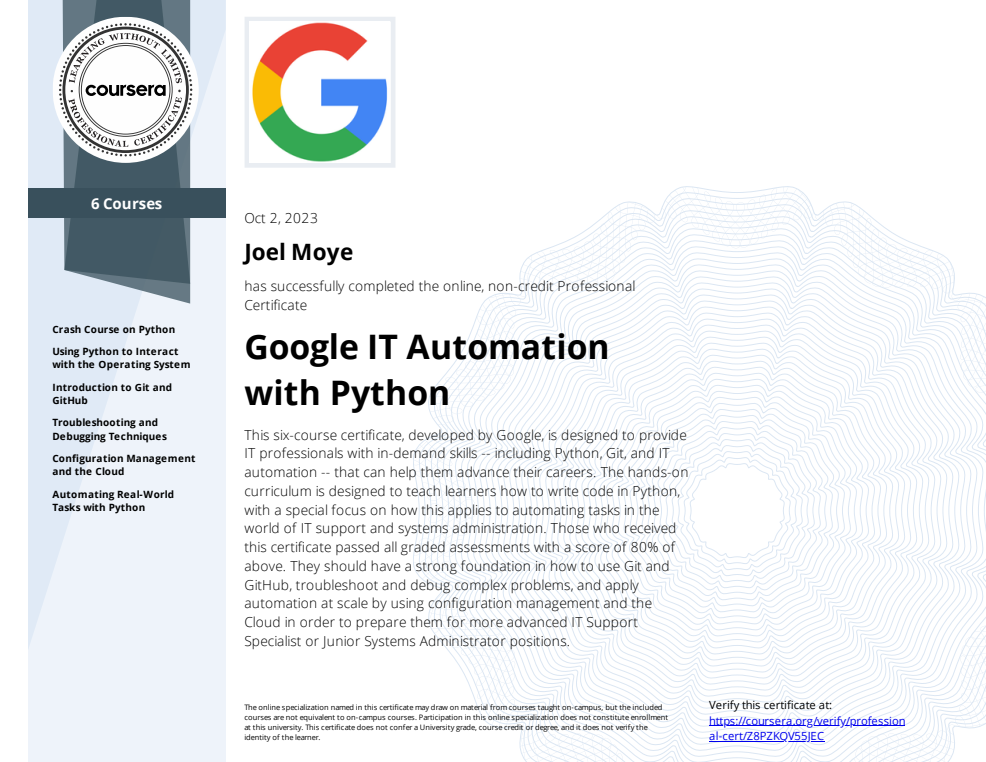 LEARNING WITHOUT LIMITS
coursera
PROFESSIONAL CERTIFICATE
6 Courses
Crash Course on Python
Using Python to Interact
with the Operating System
Introduction to Git and
GitHub
Troubleshooting and
Debugging Techniques
Configuration Management
and the Cloud
Automating Real-World
Tasks with Python
Oct 2, 2023
Joel Moye
has successfully completed the online, non-credit Professional
Certificate
Google IT Automation
with Python
This six-course certificate, developed by Google, is designed to provide
IT professionals with in-demand skills -- including Python, Git, and IT
automation -- that can help them advance their careers. The hands-on
curriculum is designed to teach learners how to write code in Python,
with a special focus on how this applies to automating tasks in the
world of IT support and systems administration. Those who received
this certificate passed all graded assessments with a score of 80% of
above. They should have a strong foundation in how to use Git and
GitHub, troubleshoot and debug complex problems, and apply
automation at scale by using configuration management and the
Cloud in order to prepare them for more advanced IT Support
Specialist or Junior Systems Administrator positions.
The online specialization named in this certificate may draw on material from courses taught on-campus, but the included
courses are not equivalent to on-campus courses. Participation in this online specialization does not constitute enrollment
at this university. This certificate does not confer a University grade, course credit or degree, and it does not verify the
identity of the learner.
Verify this certificate at:
https://coursera.org/verify/profession
al-cert/Z8PZKQV55JEC